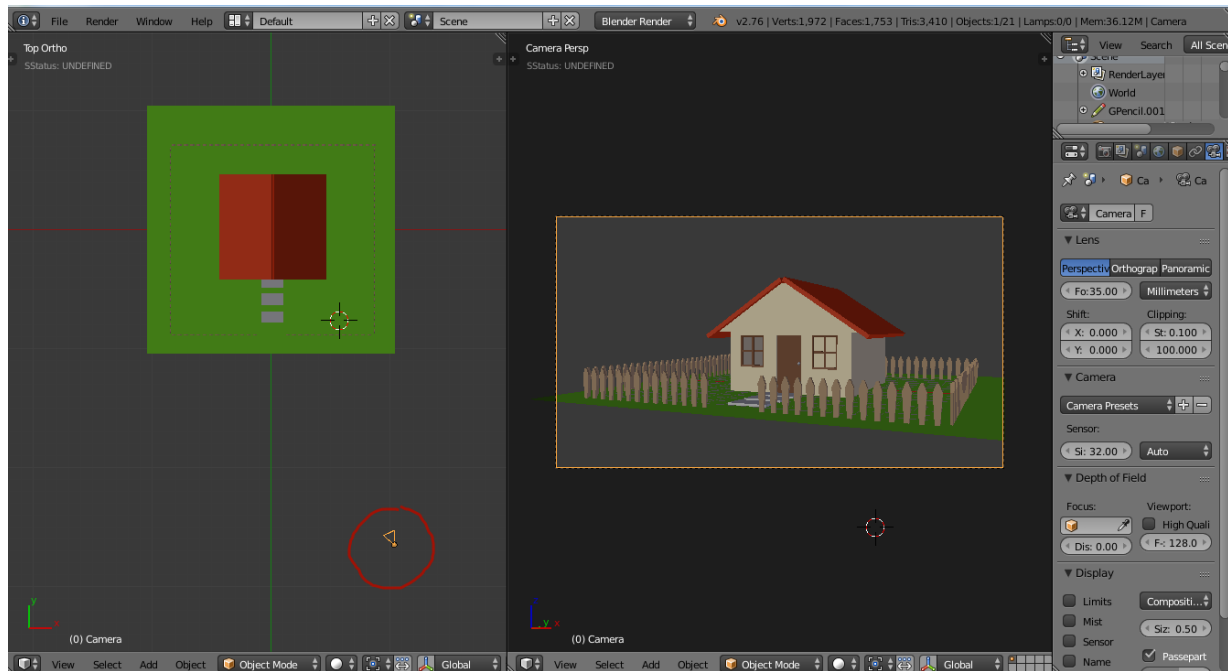 File Render Window Help Default Scene Blender Render v2.76 | Verts:1,972 | Faces:1,753 | Tris:3,410 | Objects:1/21 | Lamps:0/0 | Mem:36.12M | Camera
Top Ortho
SStatus: UNDEFINED
y
x
(0) Camera
View Select Add Object Object Mode Global
Camera Persp
SStatus: UNDEFINED
z
y x
(0) Camera
View Select Add Object Object Mode Global
View Search All Scen
Scene
RenderLayer
World
GPencil.001
Ca Ca
Camera F
Lens
Perspectiv Orthograp Panoramic
Fo:35.00 Millimeters
Shift: Clipping:
X: 0.000 St: 0.100
Y: 0.000 100.000
Camera
Camera Presets
Sensor:
Si: 32.00 Auto
Depth of Field
Focus: Viewport:
High Quali
Dis: 0.00 F-: 128.0
Display
Limits Compositi...
Mist Siz: 0.50
Sensor Passepart
Name